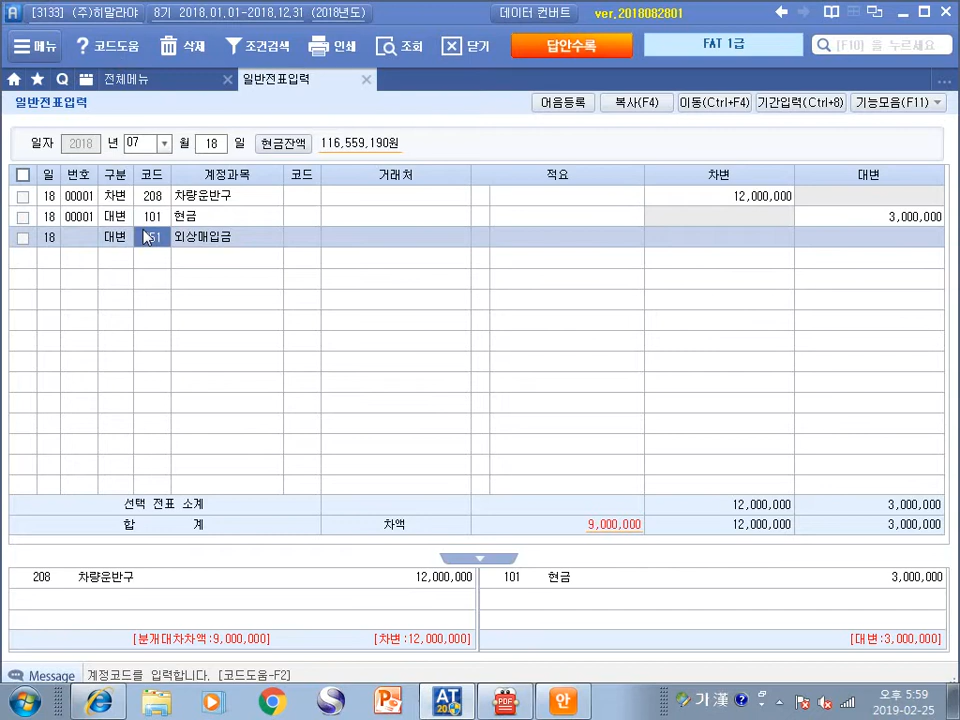 [3133] (주)히말라야 8기 2018.01.01-2018.12.31 (2018년도) 데이터 컨버트 ver.2018082801
메뉴 ? 코드도움 삭제 조건검색 인쇄 조회 닫기 답안수록 FAT 1급 [F10] 을 누르세요
전체메뉴 일반전표입력
일반전표입력 어음등록 복사(F4) 이동(Ctrl+F4) 기간입력(Ctrl+8) 기능모음(F11)
일자 2018 년 07 월 18 일 현금잔액 116,559,190원
일 번호 구분 코드 계정과목 코드 거래처 적요 차변 대변
18 00001 차변 208 차량운반구 12,000,000
18 00001 대변 101 현금 3,000,000
18 대변 외상매입금
선택 전표 소계 12,000,000 3,000,000
합 계 차액 9,000,000 12,000,000 3,000,000
208 차량운반구 12,000,000 101 현금 3,000,000
[분개대차차액:9,000,000] [차변:12,000,000] [대변:3,000,000]
Message 계정코드를 입력합니다. [코드도움-F2]
AT 20 PDF 안 가 漢 오후 5:59
2019-02-25